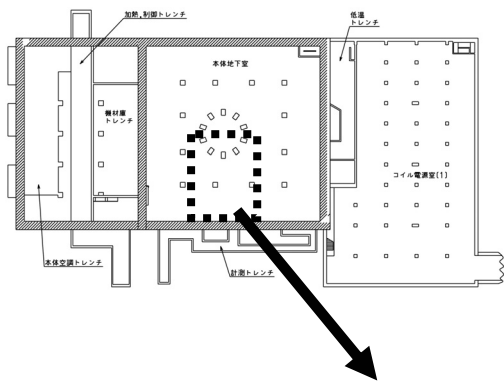 加熱,制御トレンチ
低温
トレンチ
本体地下室
機材庫
トレンチ
コイル電源室(1)
本体空調トレンチ
計測トレンチ